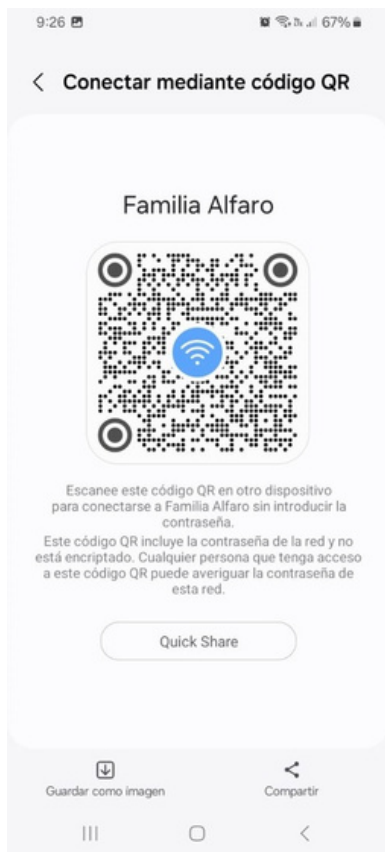 9:26 67%
Conectar mediante código QR
Familia Alfaro
Escanee este código QR en otro dispositivo
para conectarse a Familia Alfaro sin introducir la
contraseña.
Este código QR incluye la contraseña de la red y no
está encriptado. Cualquier persona que tenga acceso
a este código QR puede averiguar la contraseña de
esta red.
Quick Share
Guardar como imagen Compartir